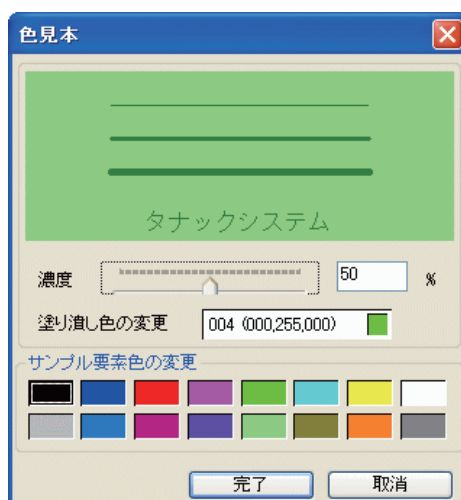 色見本
タナックシステム
濃度 50 %
塗り潰し色の変更 004 (000,255,000)
サンプル要素色の変更
完了 取消